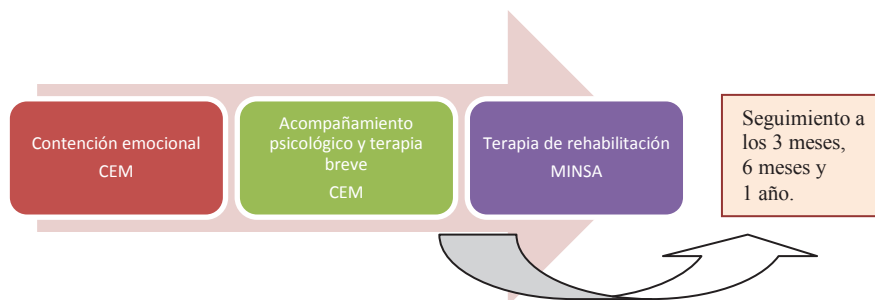 Contención emocional
CEM
Acompañamiento
psicológico y terapia
breve
CEM
Terapia de rehabilitación
MINSA
Seguimiento a
los 3 meses,
6 meses y
1 año.